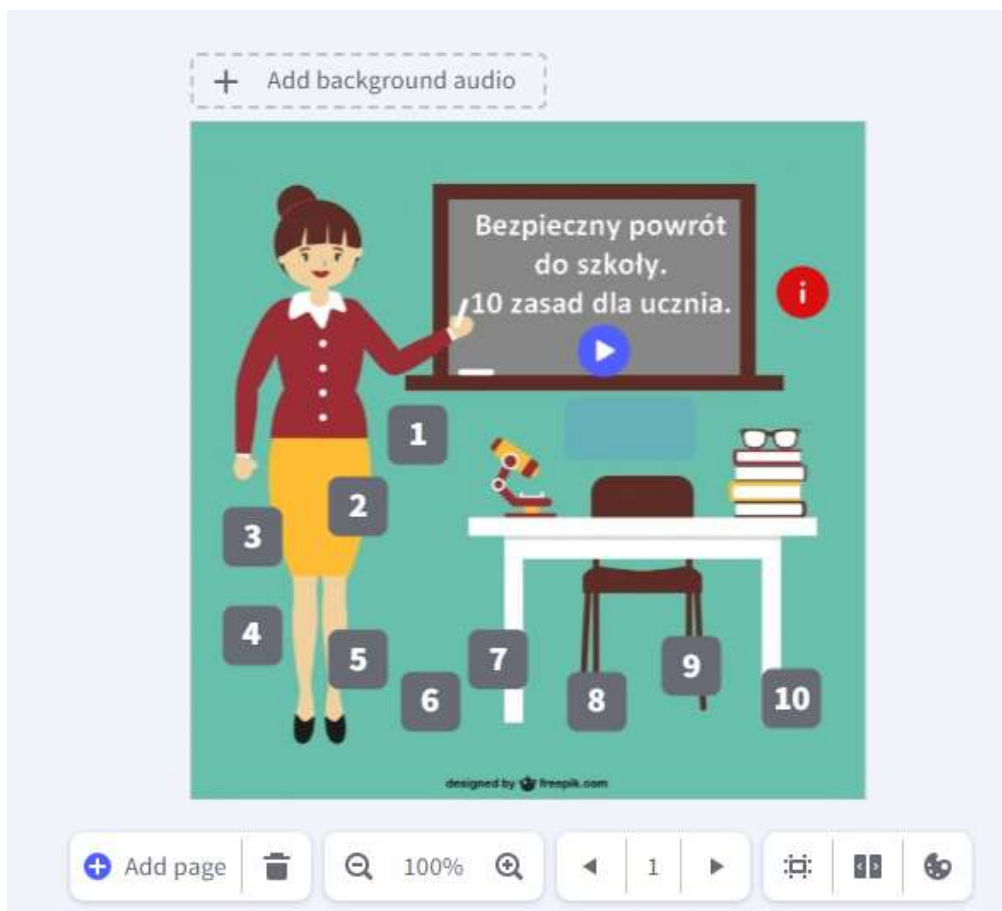 Add background audio
Bezpieczny powrót
do szkoły.
10 zasad dla ucznia.
i
1
2
3
4
5
6
7
8
9
10
designed by freepik.com
Add page
100%
1